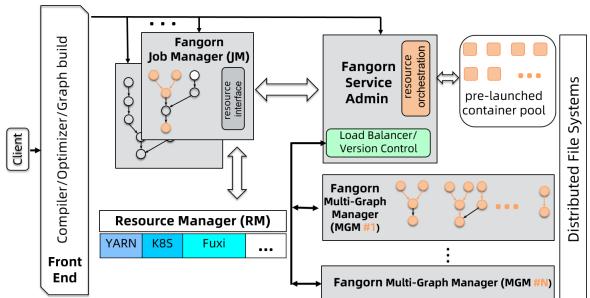 Client
Compiler/Optimizer/Graph build
Front
End
Fangorn
Job Manager (JM)
resource
interface
Fangorn
Service
Admin
resource
orchestration
Load Balancer/
Version Control
pre-launched
container pool
Distributed File Systems
Resource Manager (RM)
YARN
K8S
Fuxi
...
Fangorn
Multi-Graph
Manager
(MGM #1)
Fangorn Multi-Graph Manager (MGM #N)